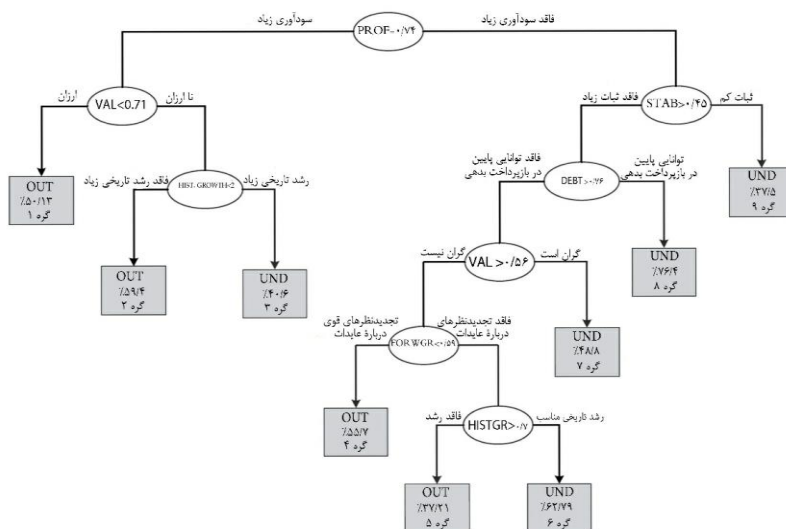 سودآوری زیاد
فاقد سودآوری زیاد
PROF=۰/۷۴
ارزان
VAL<0.71
نا ارزان
فاقد ثبات زیاد
STAB>۰/۴۵
ثبات کم
OUT
%۵۰/۱۳
گره ۱
فاقد رشد تاریخی زیاد
HIST- GROWTH<2
رشد تاریخی زیاد
فاقد توانایی پایین
در بازپرداخت بدهی
DEBT >۰/۷۶
توانایی پایین
در بازپرداخت بدهی
UND
%۳۷/۵
گره ۹
OUT
%۵۹/۴
گره ۲
UND
%۴۰/۶
گره ۳
گران نیست
VAL >۰/۵۶
گران است
UND
%۷۶/۴
گره ۸
تجدیدنظرهای قوی
دربارهٔ عایدات
FOR WGR<۰/۵۹
فاقد تجدیدنظرهای
دربارهٔ عایدات
UND
%۴۸/۸
گره ۷
OUT
%۵۵/۷
گره ۴
فاقد رشد
HISTGR>۰/۷
رشد تاریخی مناسب
OUT
%۳۷/۲۱
گره ۵
UND
%۶۲/۷۹
گره ۶